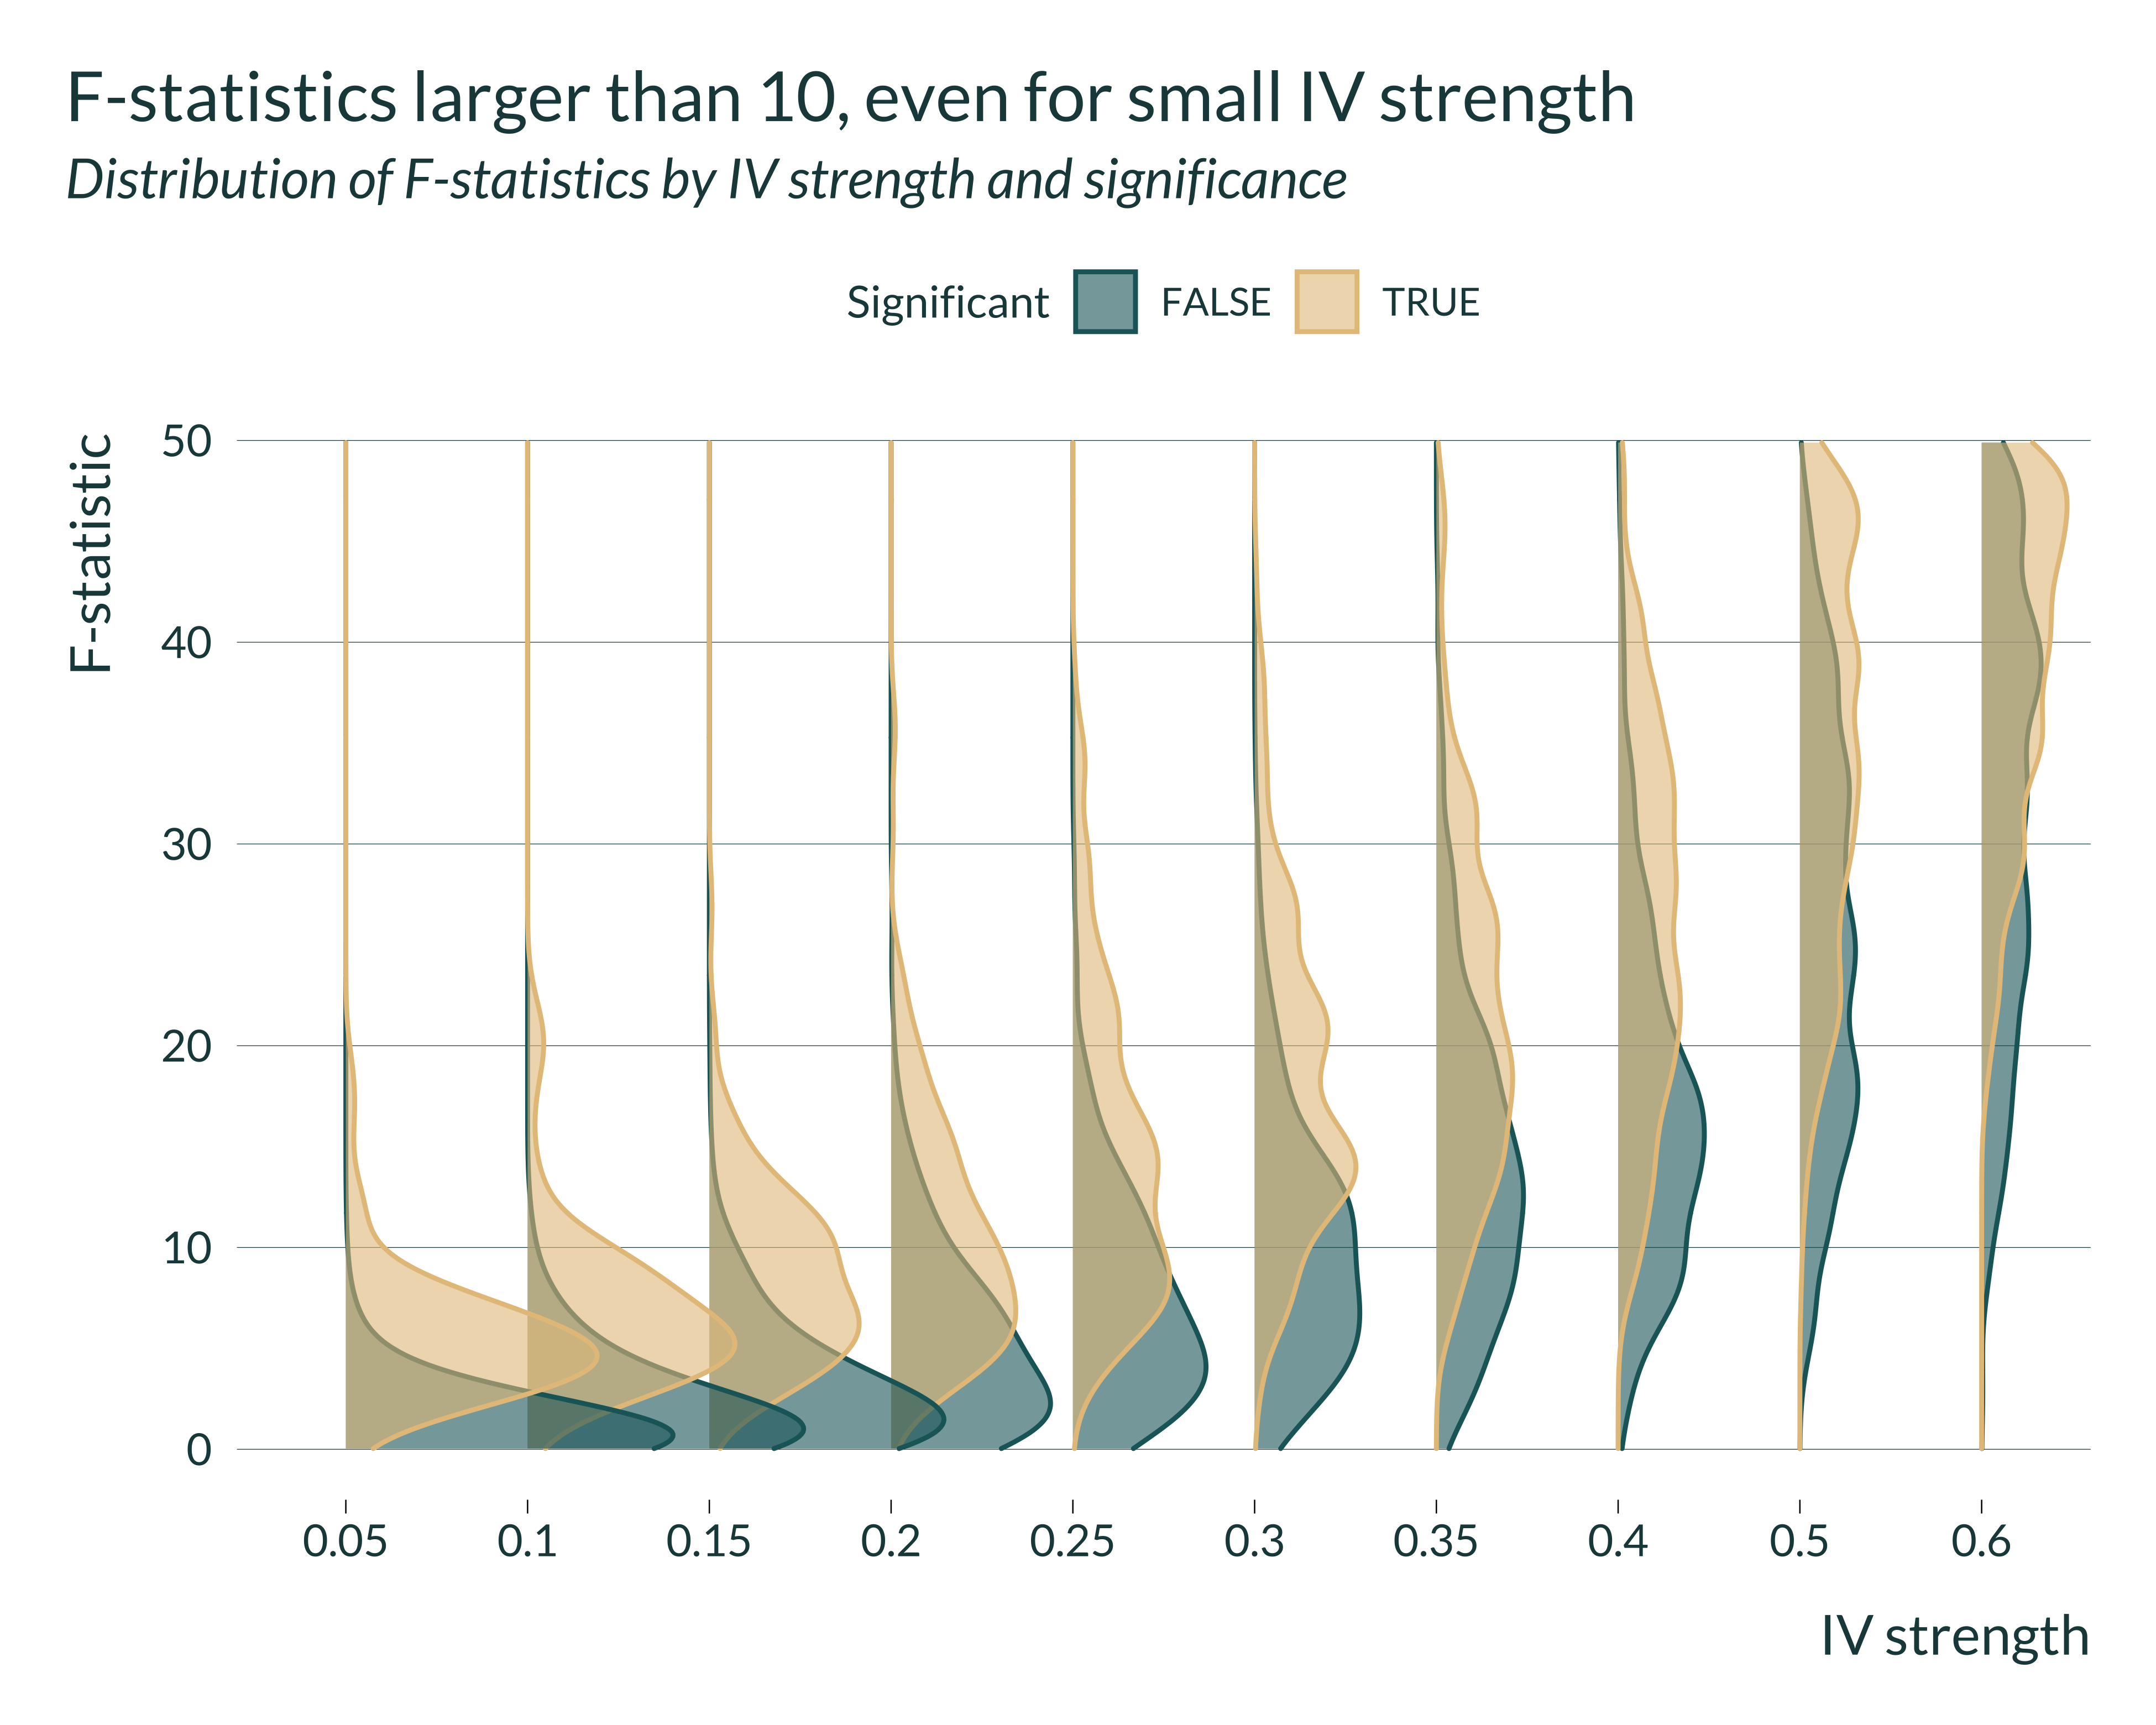 F-statistics larger than 10, even for small IV strength
Distribution of F-statistics by IV strength and significance
Significant FALSE TRUE
F-statistic
50
40
30
20
10
0
0.05 0.1 0.15 0.2 0.25 0.3 0.35 0.4 0.5 0.6
IV strength